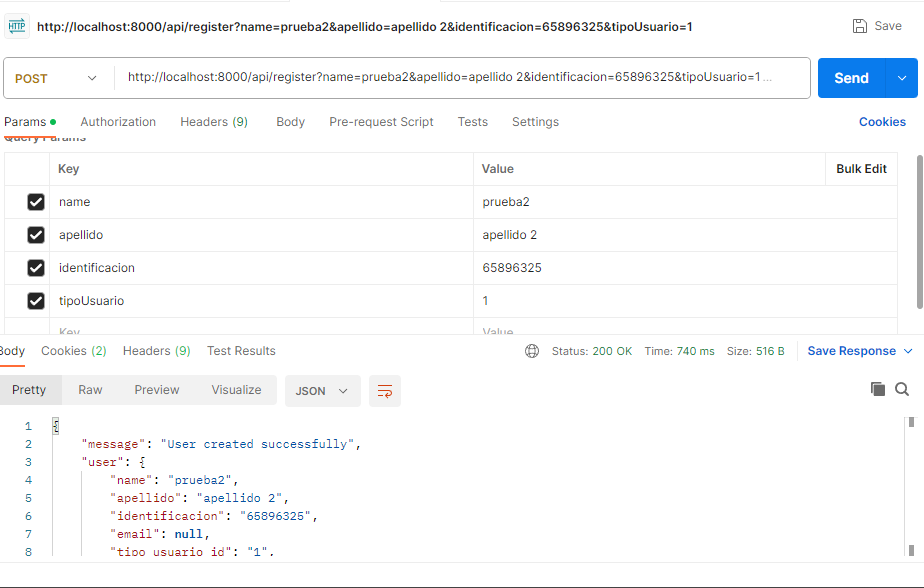 HTTP http://localhost:8000/api/register?name=prueba2&apellido=apellido 2&identificacion=65896325&tipoUsuario=1 Save
POST http://localhost:8000/api/register?name=prueba2&apellido=apellido 2&identificacion=65896325&tipoUsuario=1... Send
Params Authorization Headers (9) Body Pre-request Script Tests Settings Cookies
Query Params
Key Value Bulk Edit
name prueba2
apellido apellido 2
identificacion 65896325
tipoUsuario 1
Key Value
Body Cookies (2) Headers (9) Test Results Status: 200 OK Time: 740 ms Size: 516 B Save Response
Pretty Raw Preview Visualize JSON
1 {
2 "message": "User created successfully",
3 "user": {
4 "name": "prueba2",
5 "apellido": "apellido 2",
6 "identificacion": "65896325",
7 "email": null,
8 "tipo_usuario_id": "1",